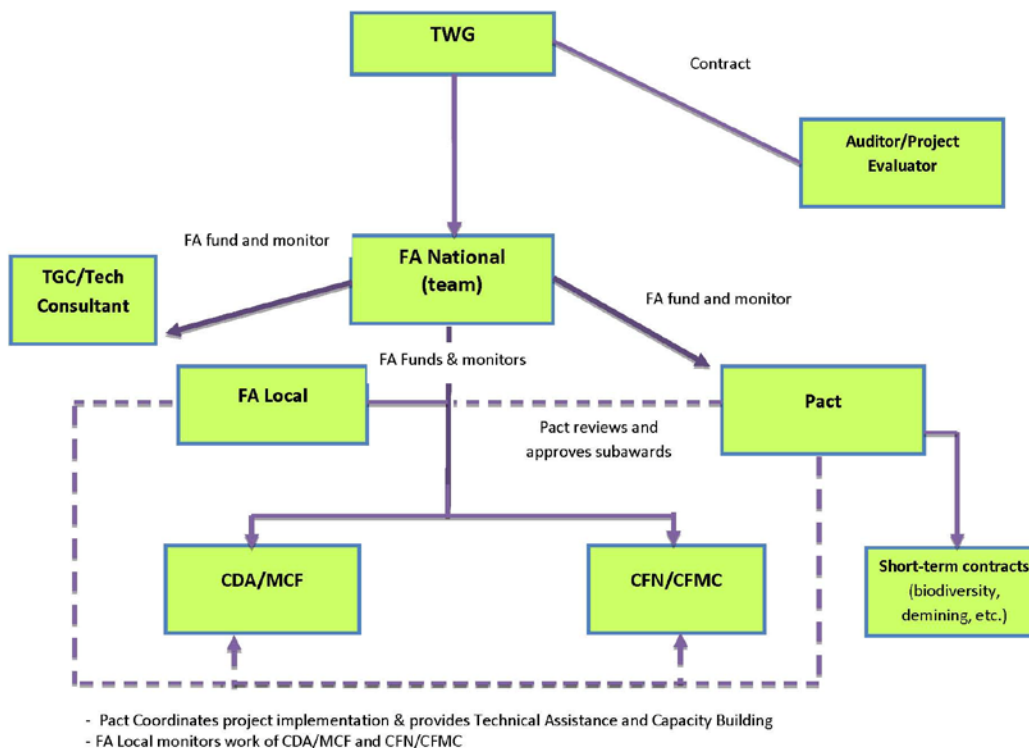 TWG
Contract
Auditor/Project
Evaluator
FA fund and monitor
FA National
(team)
TGC/Tech
Consultant
FA fund and monitor
FA Funds & monitors
FA Local
Pact
Pact reviews and
approves subawards
CDA/MCF
CFN/CFMC
Short-term contracts
(biodiversity,
demining, etc.)
- Pact Coordinates project implementation & provides Technical Assistance and Capacity Building
- FA Local monitors work of CDA/MCF and CFN/CFMC